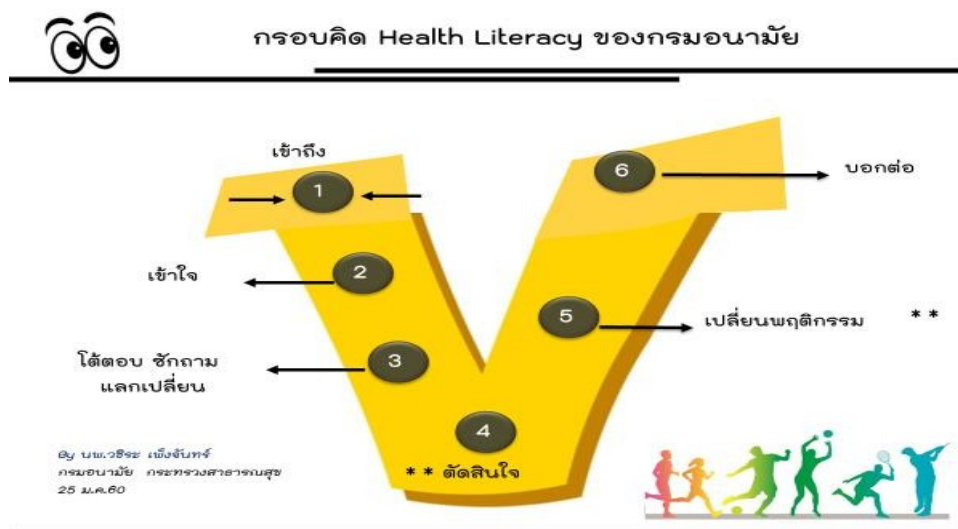 กรอบคิด Health Literacy ของกรมอนามัย
เข้าถึง
1
6
บอกต่อ
2
เข้าใจ
5
เปลี่ยนพฤติกรรม **
3
โต้ตอบ ซักถาม
แลกเปลี่ยน
4
** ตัดสินใจ
By นพ.วชิระ เพ็งจันทร์
กรมอนามัย กระทรวงสาธารณสุข
25 ม.ค.60